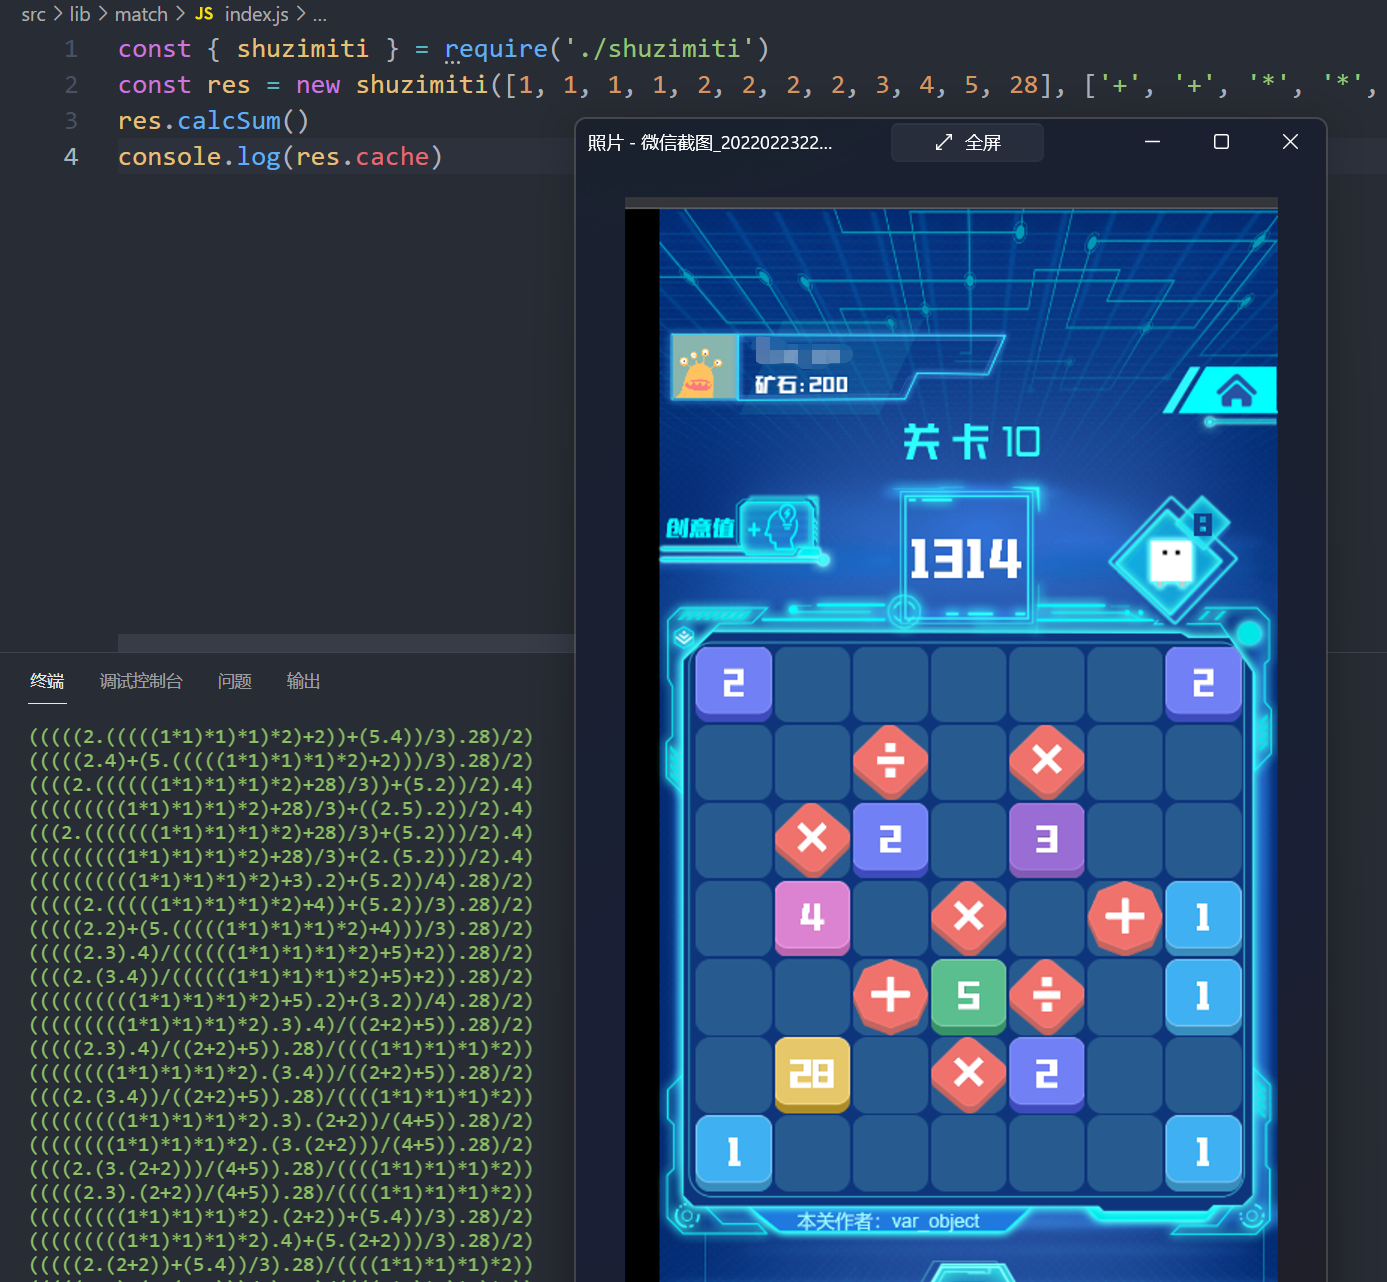 src > lib > match > JS index.js > ...
1 const { shuzimiti } = require('./shuzimiti')
2 const res = new shuzimiti([1, 1, 1, 1, 2, 2, 2, 2, 3, 4, 5, 28], ['+', '+', '*', '*',
3 res.calcSum()
4 console.log(res.cache)
照片 - 微信截图_2022022322...
全屏
矿石:200
关卡10
创意值 +
1314
8
2 2
÷ ×
× 2 3
4 × + 1
+ 5 ÷ 1
28 × 2
1 1
本关作者: var_object
终端 调试控制台 问题 输出
(((((2.(((((1*1)*1)*1)*2)+2))+(5.4))/3).28)/2)
(((((2.4)+(5.(((((1*1)*1)*1)*2)+2)))/3).28)/2)
((((2.((((((1*1)*1)*1)*2)+28)/3))+(5.2))/2).4)
(((((((((1*1)*1)*1)*2)+28)/3)+((2.5).2))/2).4)
(((2.(((((((1*1)*1)*1)*2)+28)/3)+(5.2)))/2).4)
(((((((((1*1)*1)*1)*2)+28)/3)+(2.(5.2)))/2).4)
((((((((((1*1)*1)*1)*2)+3).2)+(5.2))/4).28)/2)
(((((2.(((((1*1)*1)*1)*2)+4))+(5.2))/3).28)/2)
(((((2.2)+(5.(((((1*1)*1)*1)*2)+4)))/3).28)/2)
(((((2.3).4)/((((((1*1)*1)*1)*2)+5)+2)).28)/2)
((((2.(3.4))/((((((1*1)*1)*1)*2)+5)+2)).28)/2)
((((((((((1*1)*1)*1)*2)+5).2)+(3.2))/4).28)/2)
(((((((((1*1)*1)*1)*2).3).4)/((2+2)+5)).28)/2)
(((((2.3).4)/((2+2)+5)).28)/((((1*1)*1)*1)*2))
((((((((1*1)*1)*1)*2).(3.4))/((2+2)+5)).28)/2)
((((2.(3.4))/((2+2)+5)).28)/((((1*1)*1)*1)*2))
(((((((((1*1)*1)*1)*2).3).(2+2))/(4+5)).28)/2)
((((((((1*1)*1)*1)*2).(3.(2+2)))/(4+5)).28)/2)
((((2.(3.(2+2)))/(4+5)).28)/((((1*1)*1)*1)*2))
(((((2.3).(2+2))/(4+5)).28)/((((1*1)*1)*1)*2))
(((((((((1*1)*1)*1)*2).(2+2))+(5.4))/3).28)/2)
(((((((((1*1)*1)*1)*2).4)+(5.(2+2)))/3).28)/2)
(((((2.(2+2))+(5.4))/3).28)/((((1*1)*1)*1)*2))